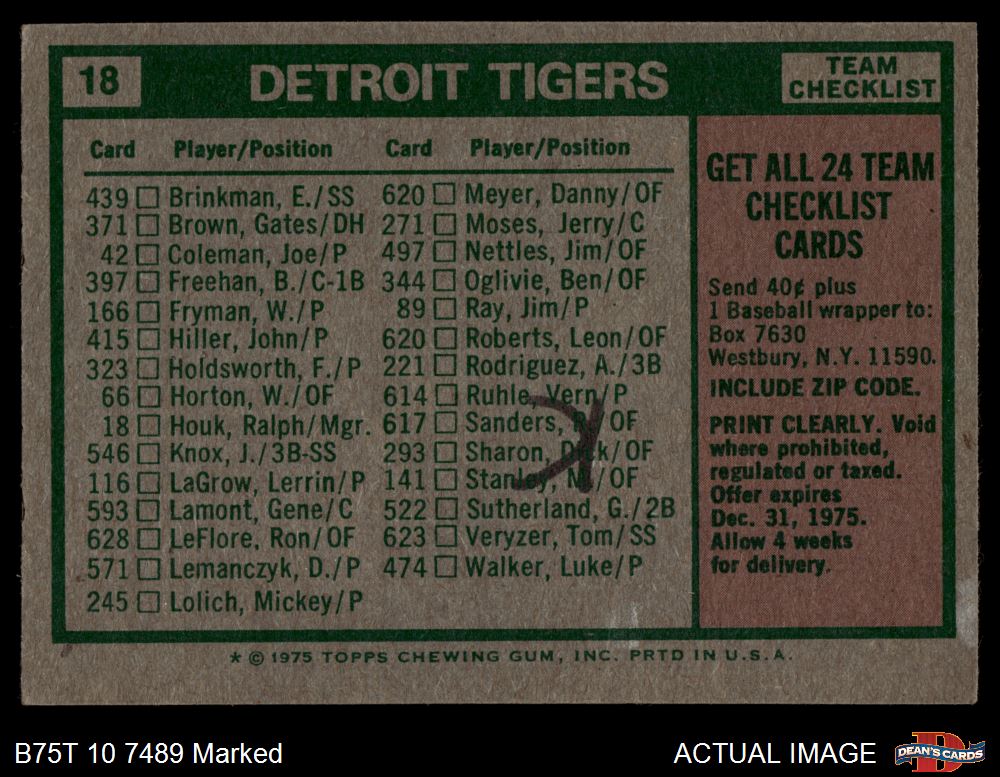 18 DETROIT TIGERS TEAM CHECKLIST
Card Player/Position
439 Brinkman, E./SS
371 Brown, Gates/DH
42 Coleman, Joe/P
397 Freehan, B./C-1B
166 Fryman, W./P
415 Hiller, John/P
323 Holdsworth, F./P
66 Horton, W./OF
18 Houk, Ralph/Mgr.
546 Knox, J./3B-SS
116 LaGrow, Lerrin/P
593 Lamont, Gene/C
628 LeFlore, Ron/OF
571 Lemanczyk, D./P
245 Lolich, Mickey/P
Card Player/Position
620 Meyer, Danny/OF
271 Moses, Jerry/C
497 Nettles, Jim/OF
344 Oglivie, Ben/OF
89 Ray, Jim/P
620 Roberts, Leon/OF
221 Rodriguez, A./3B
614 Ruhle, Vern/P
617 Sanders, R./OF
293 Sharon, Dick/OF
141 Stanley, M./OF
522 Sutherland, G./2B
623 Veryzer, Tom/SS
474 Walker, Luke/P
GET ALL 24 TEAM
CHECKLIST
CARDS
Send 40¢ plus
1 Baseball wrapper to:
Box 7630
Westbury, N.Y. 11590.
INCLUDE ZIP CODE.
PRINT CLEARLY. Void
where prohibited,
regulated or taxed.
Offer expires
Dec. 31, 1975.
Allow 4 weeks
for delivery.
* © 1975 TOPPS CHEWING GUM, INC. PRTD IN U.S.A.
B75T 10 7489 Marked
ACTUAL IMAGE
DEAN'S CARDS